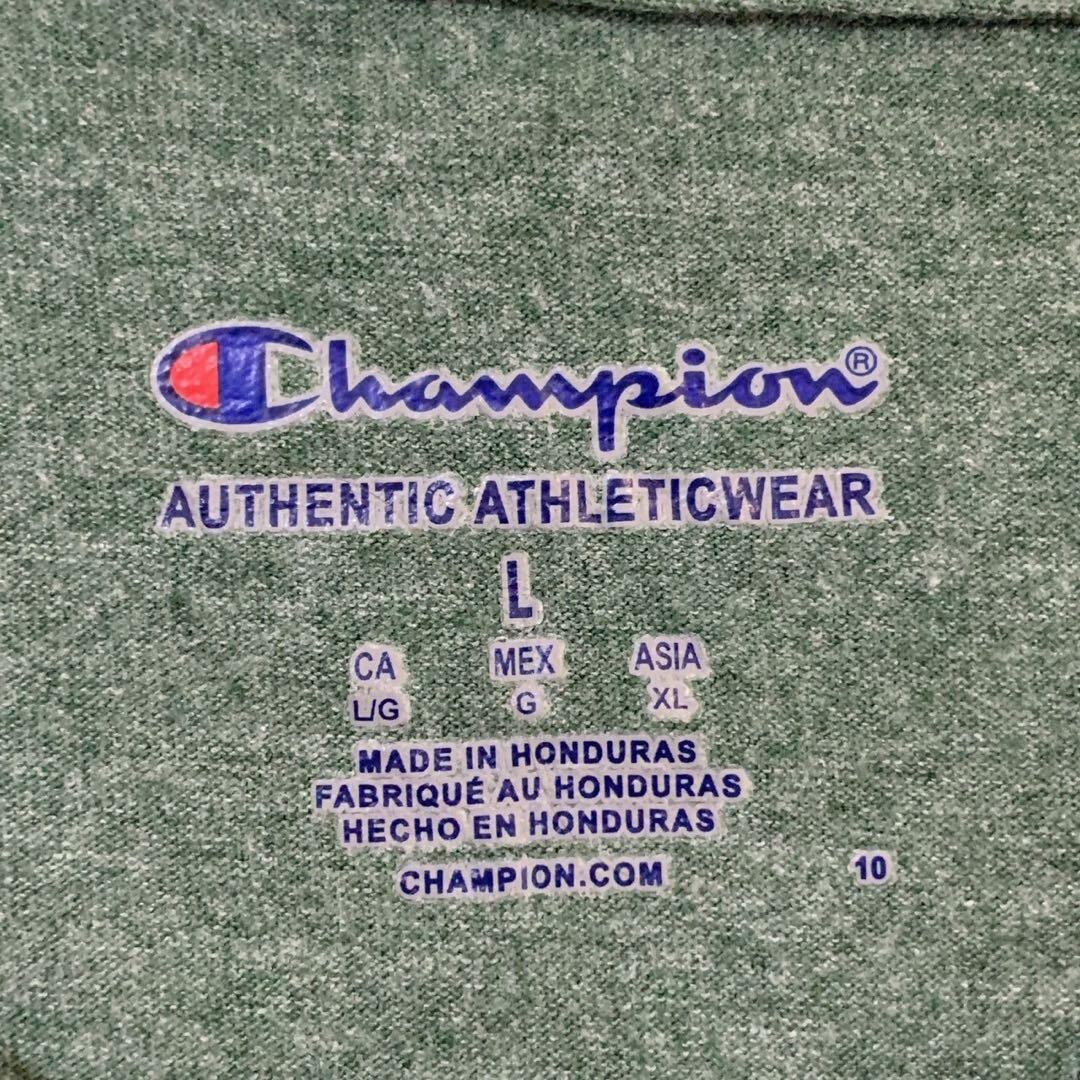 Champion®
AUTHENTIC ATHLETICWEAR
L
CA MEX ASIA
L/G G XL
MADE IN HONDURAS
FABRIQUÉ AU HONDURAS
HECHO EN HONDURAS
CHAMPION.COM 10